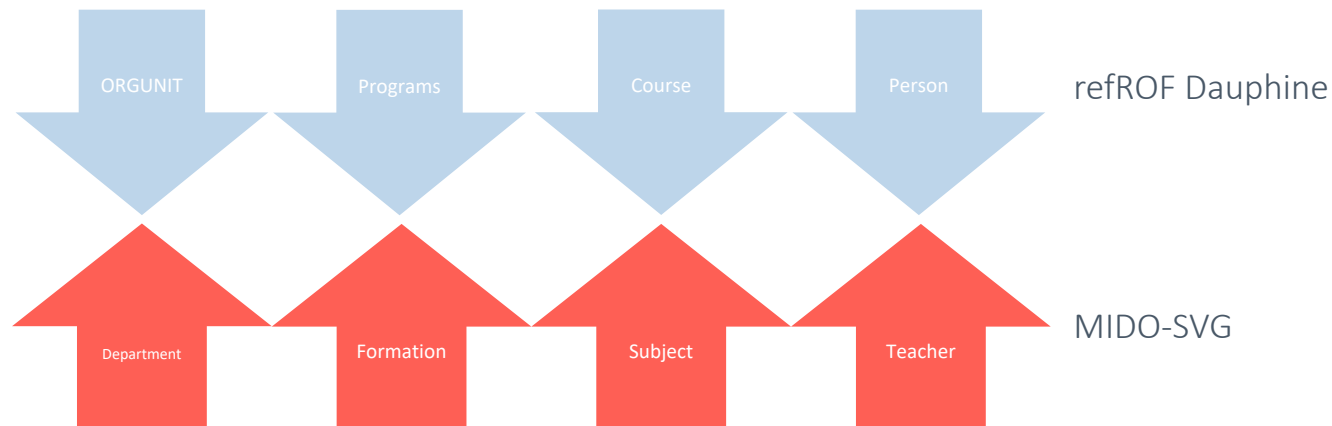 ORGUNIT
Programs
Course
Person
refROF Dauphine
Department
Formation
Subject
Teacher
MIDO-SVG